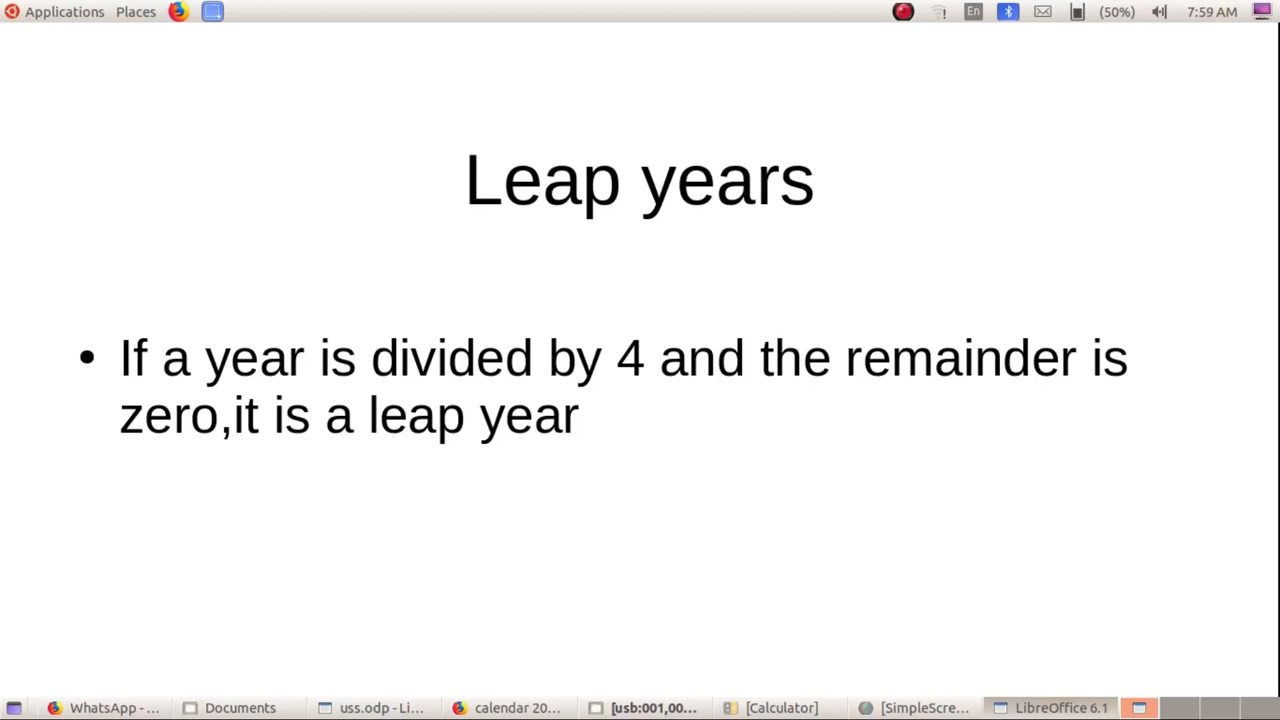 Applications Places En (50%) 7:59 AM
Leap years
• If a year is divided by 4 and the remainder is
zero,it is a leap year
WhatsApp - ... Documents uss.odp - Li... calendar 20... [usb:001,00... [Calculator] [SimpleScre... LibreOffice 6.1